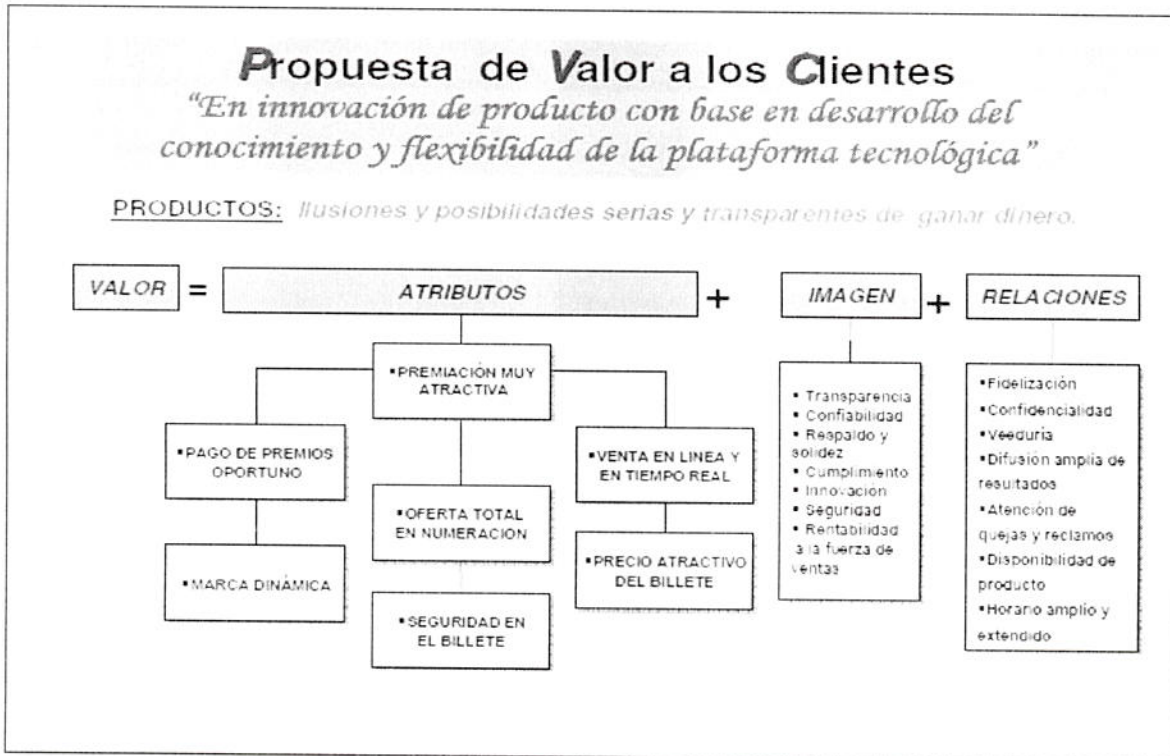 Propuesta de Valor a los Clientes
“En innovación de producto con base en desarrollo del
conocimiento y flexibilidad de la plataforma tecnológica”
PRODUCTOS: Ilusiones y posibilidades serias y transparentes de ganar dinero.
VALOR = ATRIBUTOS + IMAGEN + RELACIONES
▪PREMIACIÓN MUY
ATRACTIVA
▪PAGO DE PREMIOS
OPORTUNO
▪VENTA EN LINEA Y
EN TIEMPO REAL
▪OFERTA TOTAL
EN NUMERACION
▪MARCA DINÁMICA
▪PRECIO ATRACTIVO
DEL BILLETE
▪SEGURIDAD EN
EL BILLETE
▪ Transparencia
▪ Confiabilidad
▪ Respaldo y
solidez
▪ Cumplimiento
▪ Innovación
▪ Seguridad
▪ Rentabilidad
a la fuerza de
ventas
▪Fidelización
▪Confidencialidad
▪Veeduría
▪Difusión amplia de
resultados
▪Atención de
quejas y reclamos
▪Disponibilidad de
producto
▪Horario amplio y
extendido